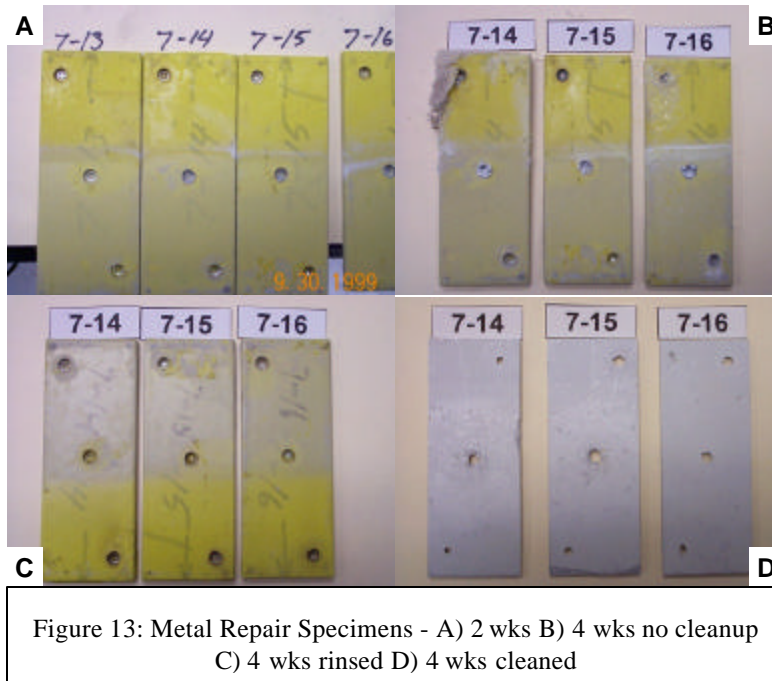 A
7-13 7-14 7-15 7-16
9.30.1999
B
7-14 7-15 7-16
C
7-14 7-15 7-16
D
7-14 7-15 7-16
Figure 13: Metal Repair Specimens - A) 2 wks B) 4 wks no cleanup
C) 4 wks rinsed D) 4 wks cleaned